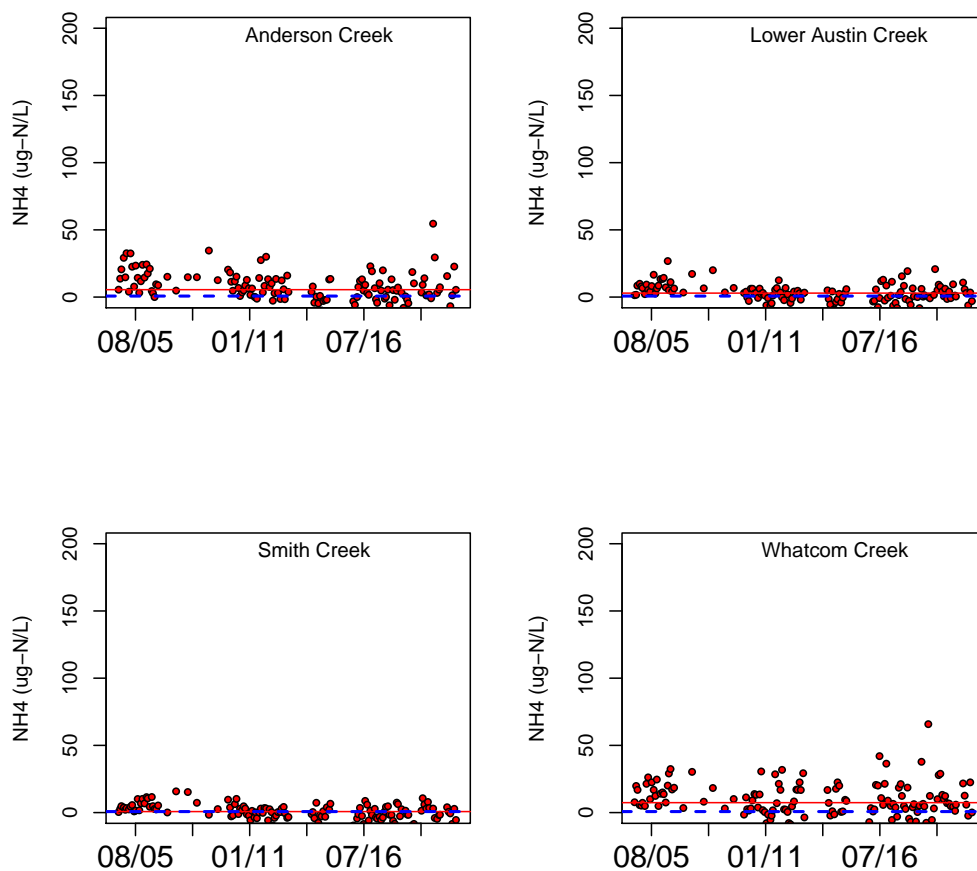 Anderson Creek
NH4 (ug−N/L)
200
150
100
50
0
08/05 01/11 07/16
Lower Austin Creek
NH4 (ug−N/L)
200
150
100
50
0
08/05 01/11 07/16
Smith Creek
NH4 (ug−N/L)
200
150
100
50
0
08/05 01/11 07/16
Whatcom Creek
NH4 (ug−N/L)
200
150
100
50
0
08/05 01/11 07/16